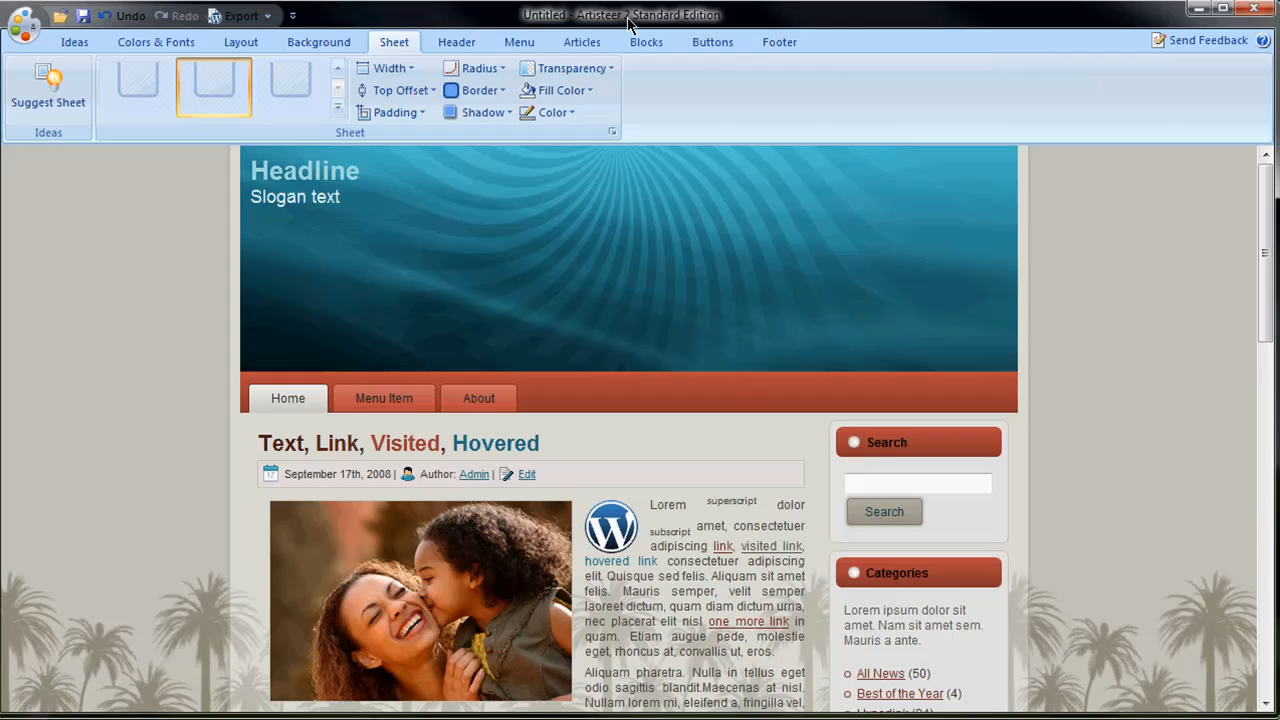 Undo Redo Export Untitled - Artisteer 2 Standard Edition
Ideas Colors & Fonts Layout Background Sheet Header Menu Articles Blocks Buttons Footer Send Feedback
Suggest Sheet
Ideas
Width Radius Transparency
Top Offset Border Fill Color
Padding Shadow Color
Sheet
Headline
Slogan text
Home Menu Item About
Text, Link, Visited, Hovered
September 17th, 2008 | Author: Admin | Edit
Lorem superscript dolor
subscript amet, consectetuer
adipiscing link, visited link,
hovered link consectetuer adipiscing
elit. Quisque sed felis. Aliquam sit amet
felis. Mauris semper, velit semper
laoreet dictum, quam diam dictum urna,
nec placerat elit nisl one more link in
quam. Etiam augue pede, molestie
eget, rhoncus at, convallis ut, eros.
Aliquam pharetra. Nulla in tellus eget
odio sagittis blandit.Maecenas at nisl.
Nullam lorem mi, eleifend a, fringilla vel,
Search
Search
Categories
Lorem ipsum dolor sit
amet. Nam sit amet sem.
Mauris a ante.
All News (50)
Best of the Year (4)